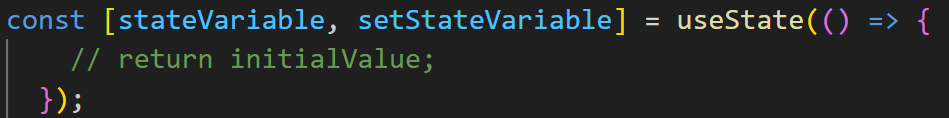 const [stateVariable, setStateVariable] = useState(() => {
// return initialValue;
});